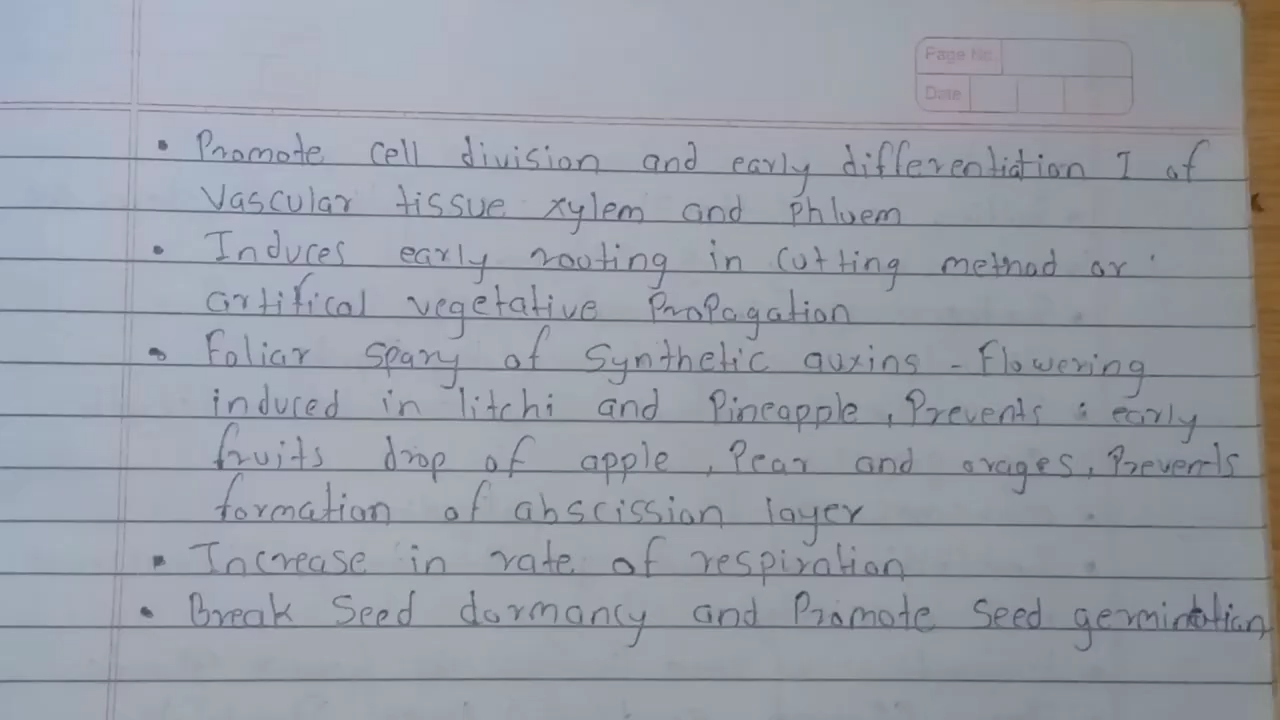 Page No.
Date
• Promote cell division and early differentiation I of
Vascular tissue xylem and Phluem
• Induces early rooting in cutting method or
artifical vegetative Propagation
• Foliar spary of synthetic auxins - Flowering
induced in litchi and Pineapple, Prevents : early
fruits drop of apple, Pear and orages, Prevents
formation of abscission layer
• Increase in rate of respiration
• Break Seed dormancy and Promote Seed germination